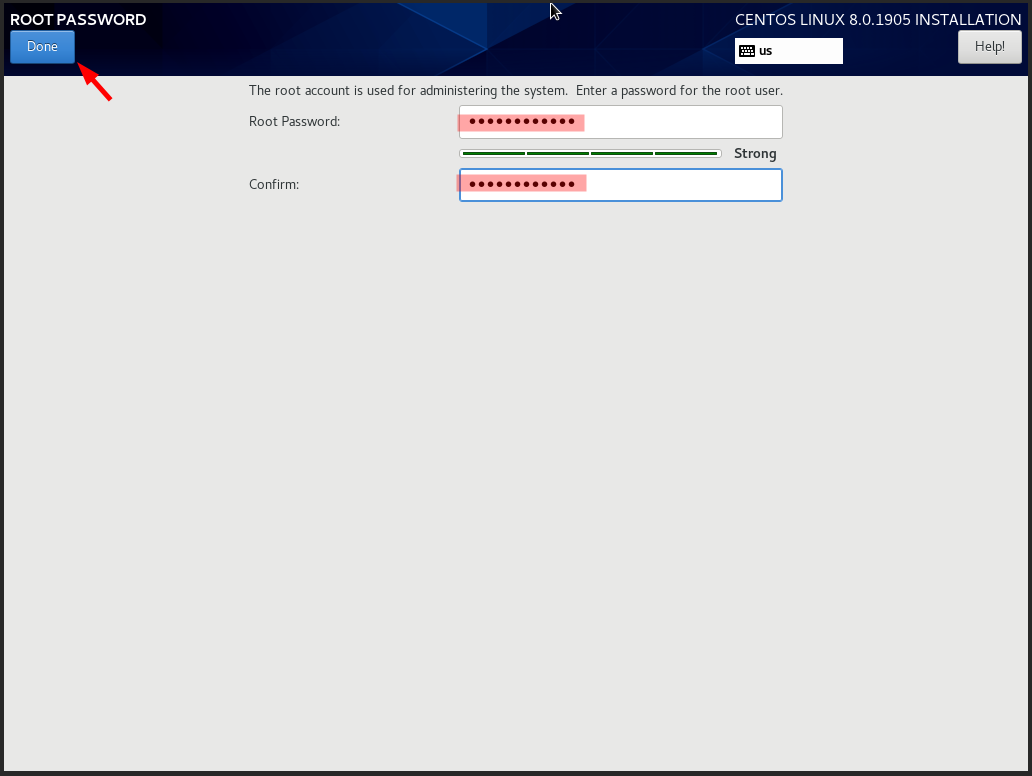 ROOT PASSWORD
CENTOS LINUX 8.0.1905 INSTALLATION
Done
us
Help!
The root account is used for administering the system.  Enter a password for the root user.
Root Password:
●●●●●●●●●●●●
Strong
Confirm:
●●●●●●●●●●●●